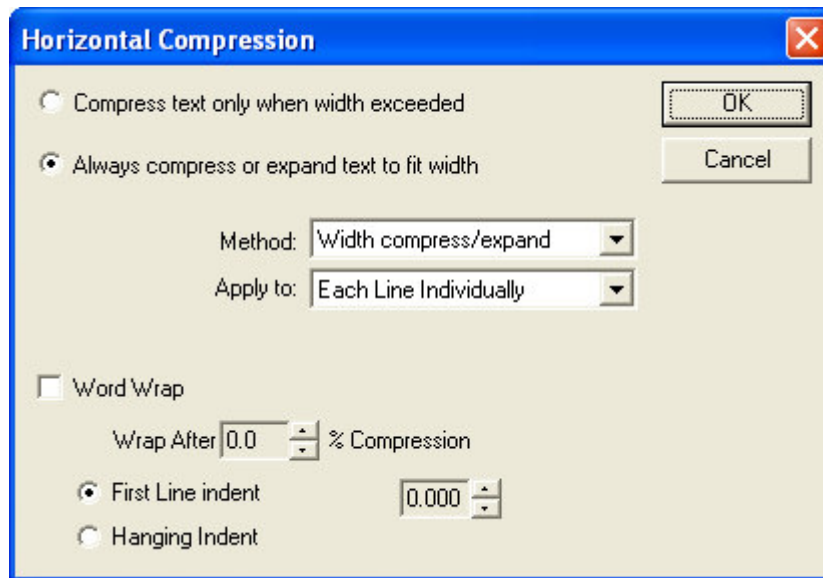 Horizontal Compression
Compress text only when width exceeded
OK
Always compress or expand text to fit width
Cancel
Method: Width compress/expand
Apply to: Each Line Individually
Word Wrap
Wrap After 0.0 % Compression
First Line indent 0.000
Hanging Indent